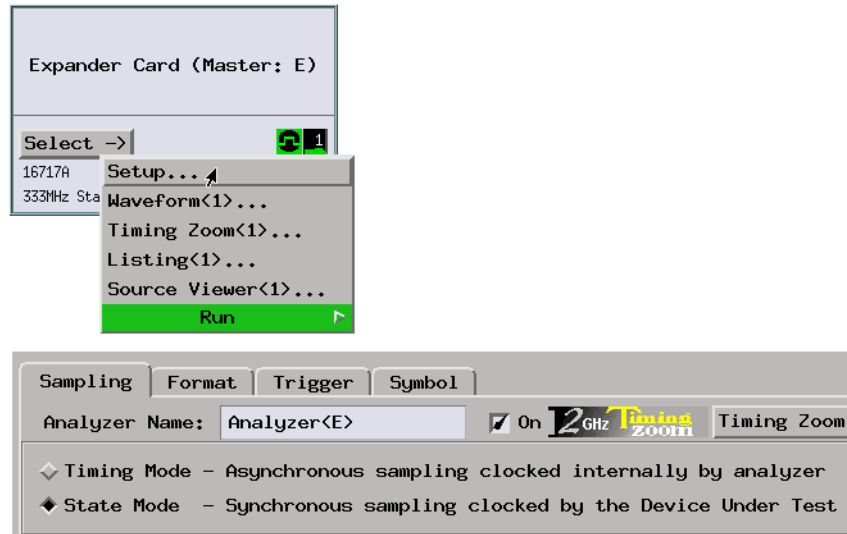 Expander Card (Master: E)
Select ->
1
16717A
333MHz Sta
Setup...
Waveform<1>...
Timing Zoom<1>...
Listing<1>...
Source Viewer<1>...
Run
Sampling Format Trigger Symbol
Analyzer Name: Analyzer<E> On 2GHz Timing zoom Timing Zoom
Timing Mode - Asynchronous sampling clocked internally by analyzer
State Mode - Synchronous sampling clocked by the Device Under Test